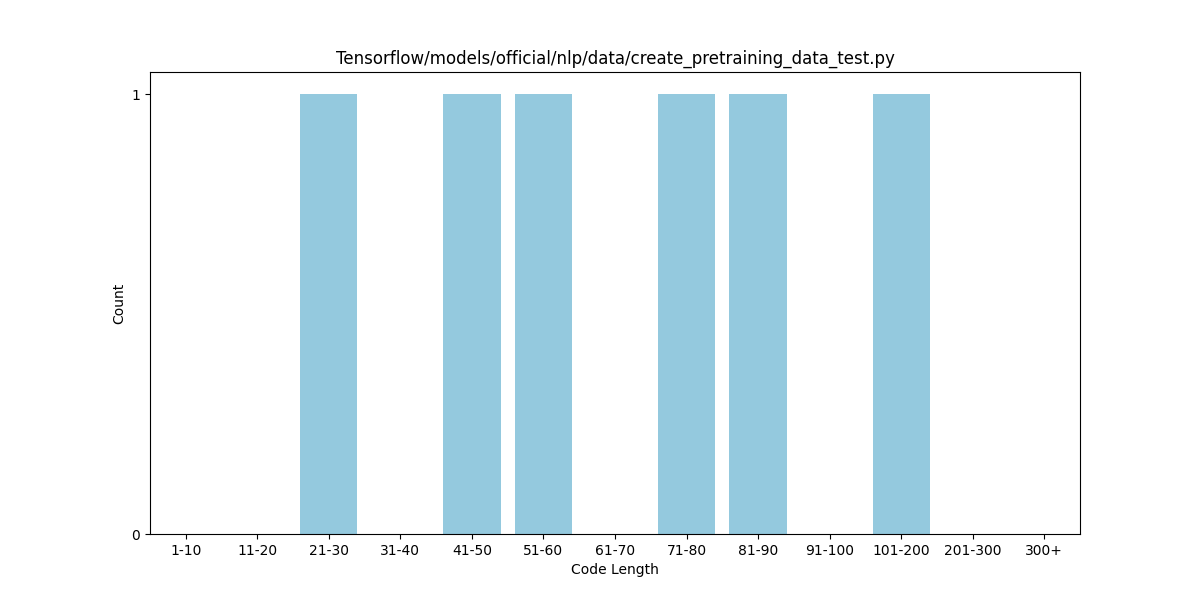 Tensorflow/models/official/nlp/data/create_pretraining_data_test.py
1
Count
0
1-10 11-20 21-30 31-40 41-50 51-60 61-70 71-80 81-90 91-100 101-200 201-300 300+
Code Length